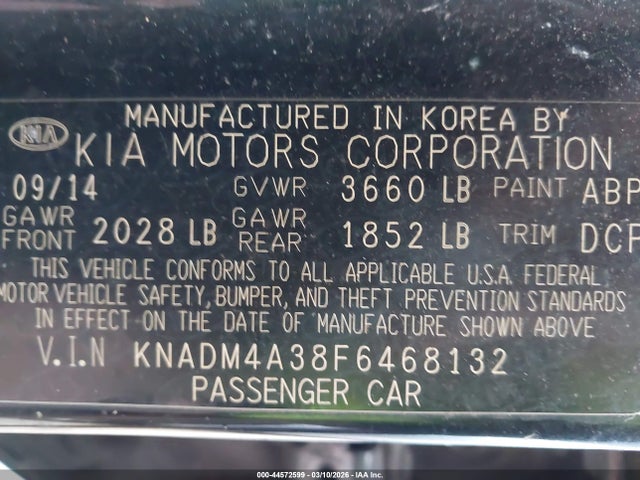 MANUFACTURED IN KOREA BY
KIA KIA MOTORS CORPORATION
09/14 GVWR 3660 LB PAINT ABP
GAWR FRONT 2028 LB GAWR REAR 1852 LB TRIM DCP
THIS VEHICLE CONFORMS TO ALL APPLICABLE U.S.A. FEDERAL
MOTOR VEHICLE SAFETY, BUMPER, AND THEFT PREVENTION STANDARDS
IN EFFECT ON THE DATE OF MANUFACTURE SHOWN ABOVE
V.I.N KNADM4A38F6468132
PASSENGER CAR
000-44572599 - 03/10/2026 - IAA Inc.